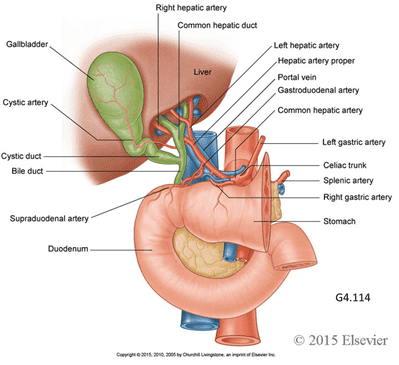 Right hepatic artery
Common hepatic duct
Gallbladder
Left hepatic artery
Hepatic artery proper
Liver
Portal vein
Gastroduodenal artery
Cystic artery
Common hepatic artery
Left gastric artery
Cystic duct
Celiac trunk
Bile duct
Splenic artery
Right gastric artery
Supraduodenal artery
Stomach
Duodenum
G4.114
© 2015 Elsevier
Copyright © 2015, 2010, 2005 by Churchill Livingstone, an imprint of Elsevier Inc.